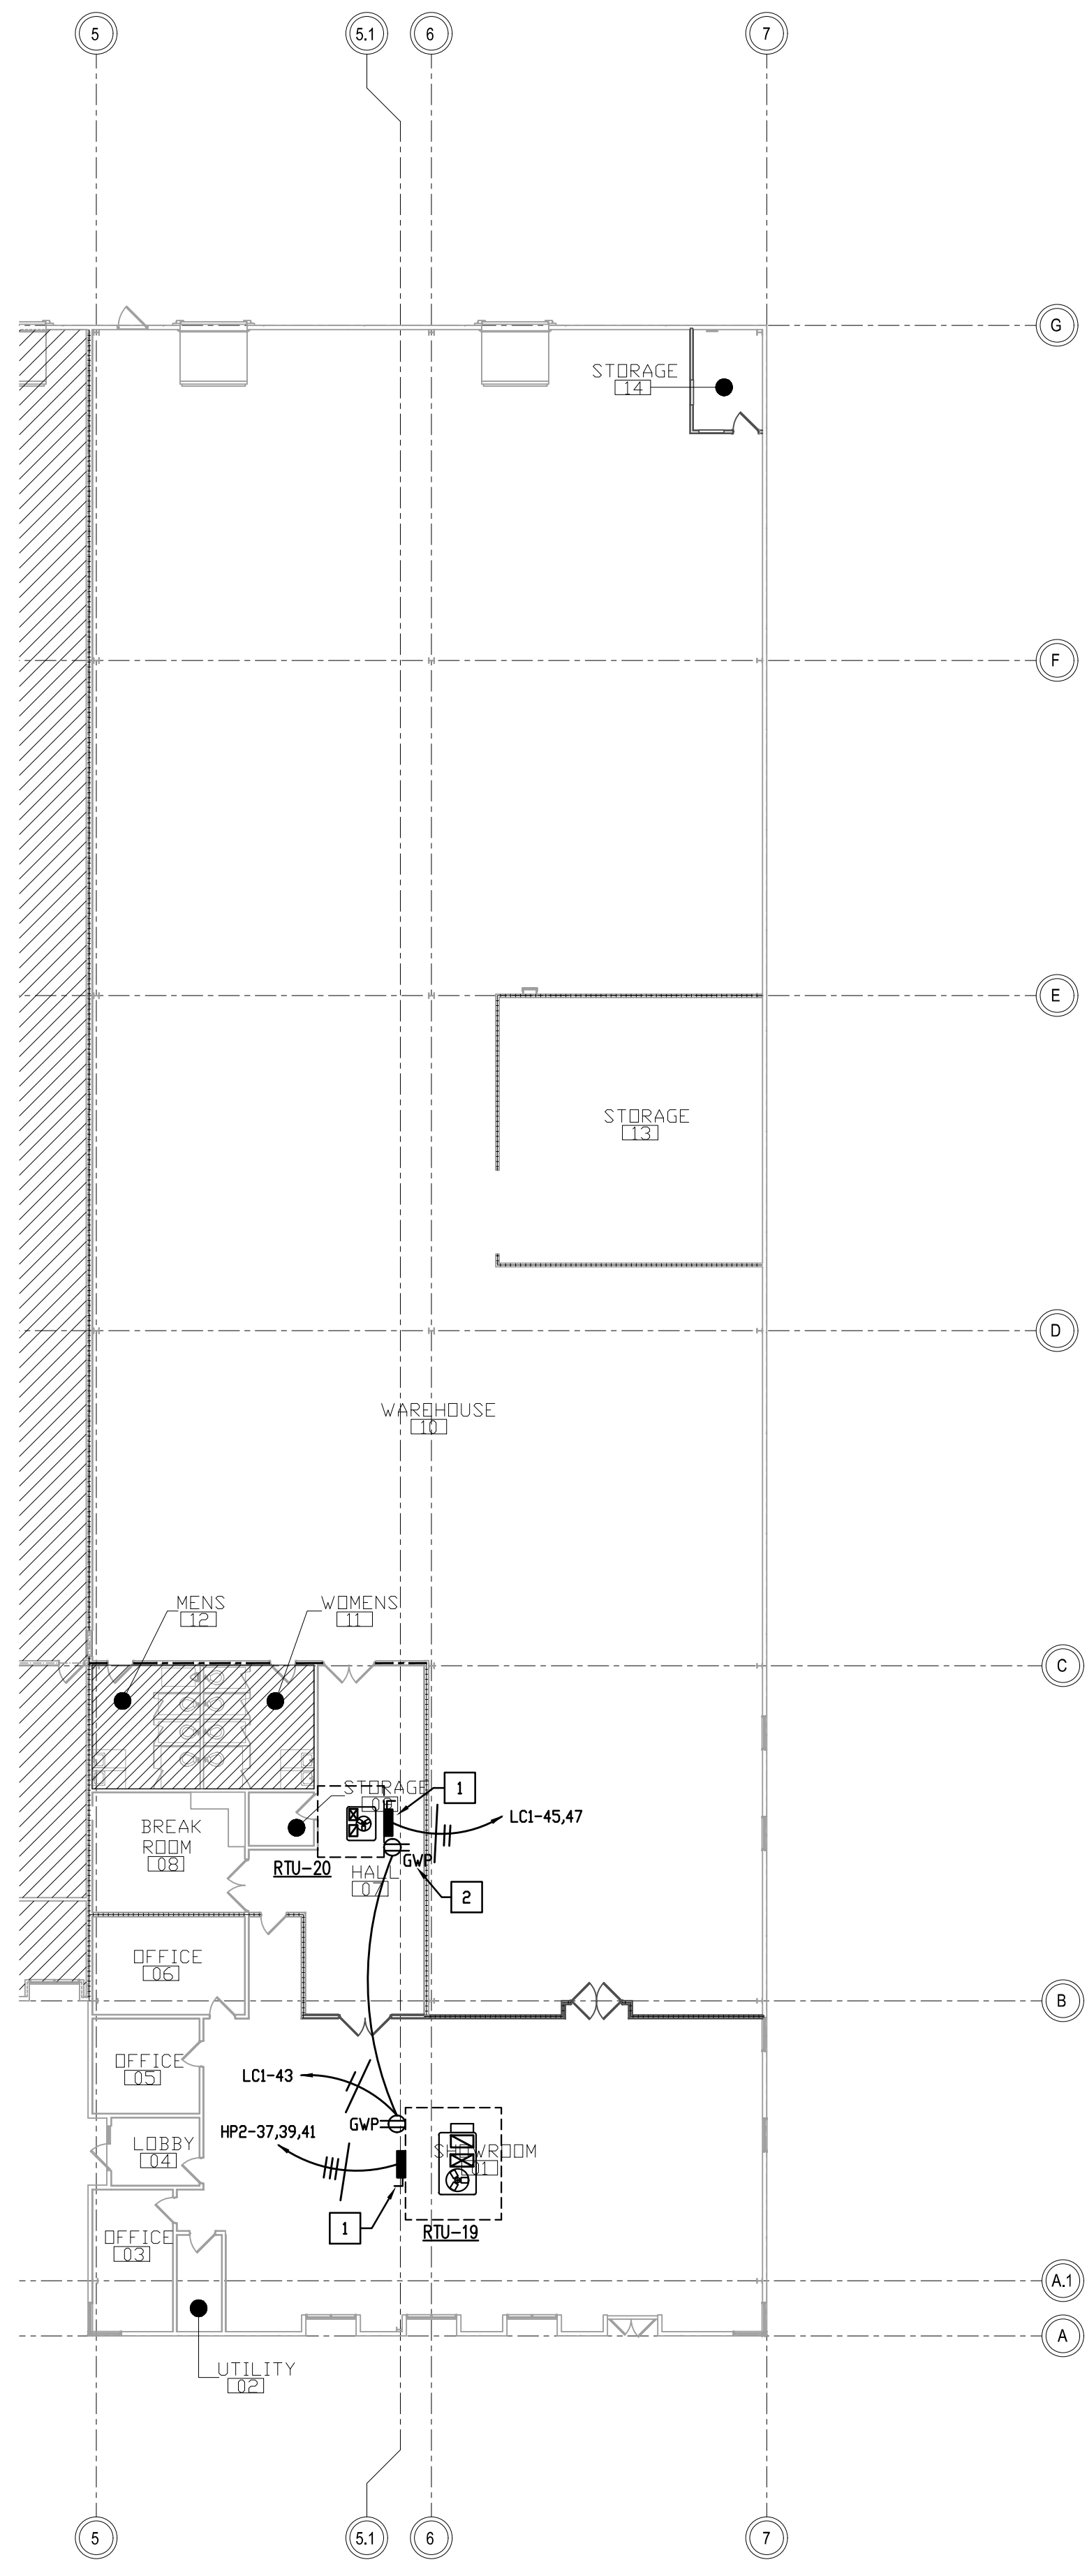 5
5.1
6
7
G
STORAGE
14
F
E
STORAGE
13
D
WAREHOUSE
10
MENS
12
WOMENS
11
C
STORAGE
09
1
LC1-45,47
BREAK
ROOM
08
RTU-20
GWP
HALL
07
2
OFFICE
06
B
OFFICE
05
LC1-43
GWP
HP2-37,39,41
LOBBY
04
SHOWROOM
01
1
RTU-19
OFFICE
03
A.1
A
UTILITY
02
5
5.1
6
7